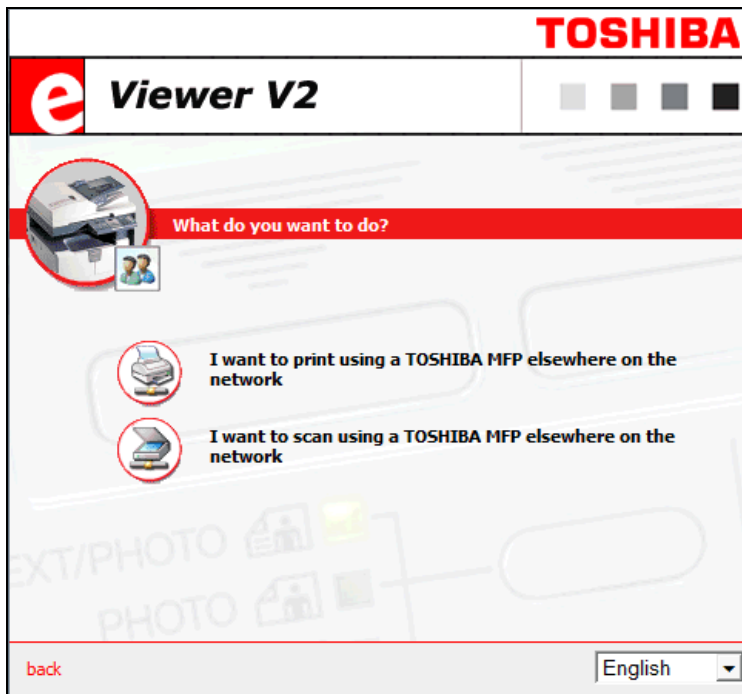 TOSHIBA
e Viewer V2
What do you want to do?
I want to print using a TOSHIBA MFP elsewhere on the
network
I want to scan using a TOSHIBA MFP elsewhere on the
network
EXT/PHOTO
PHOTO
back
English